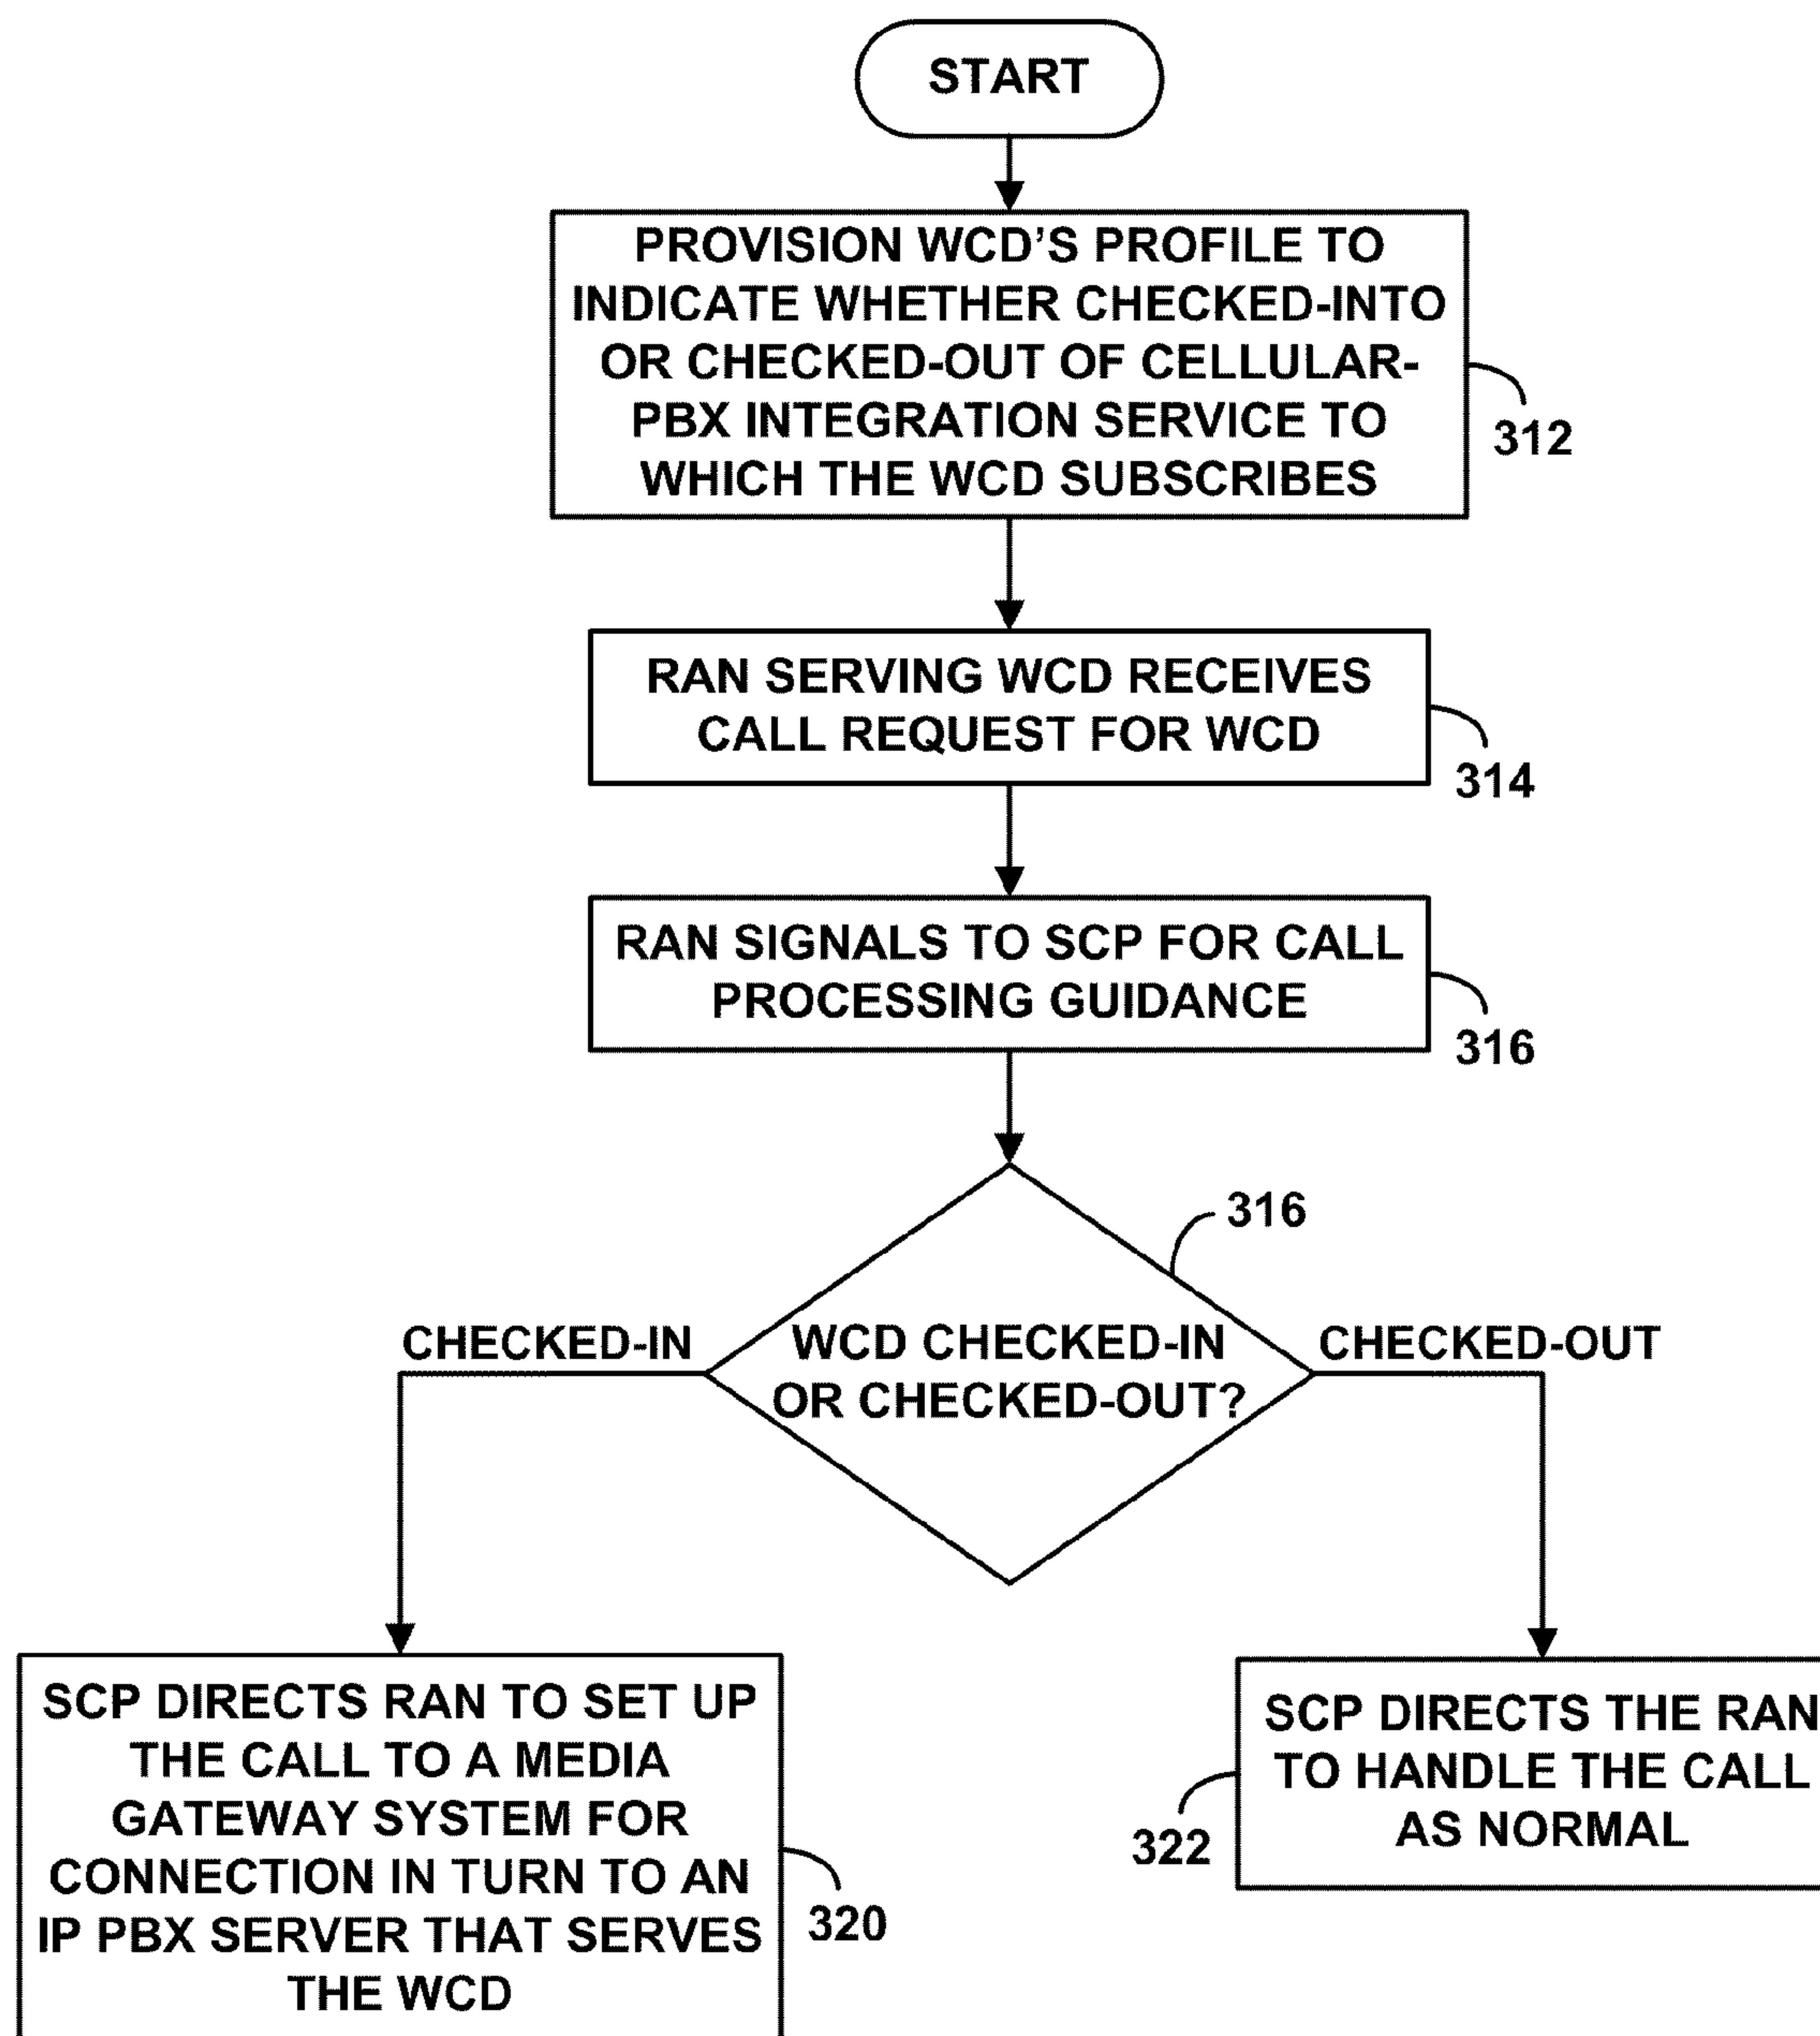 START
PROVISION WCD'S PROFILE TO
INDICATE WHETHER CHECKED-INTO
OR CHECKED-OUT OF CELLULAR-
PBX INTEGRATION SERVICE TO
WHICH THE WCD SUBSCRIBES
312
RAN SERVING WCD RECEIVES
CALL REQUEST FOR WCD
314
RAN SIGNALS TO SCP FOR CALL
PROCESSING GUIDANCE
316
316
CHECKED-IN
WCD CHECKED-IN
OR CHECKED-OUT?
CHECKED-OUT
SCP DIRECTS RAN TO SET UP
THE CALL TO A MEDIA
GATEWAY SYSTEM FOR
CONNECTION IN TURN TO AN
IP PBX SERVER THAT SERVES
THE WCD
320
SCP DIRECTS THE RAN
TO HANDLE THE CALL
AS NORMAL
322